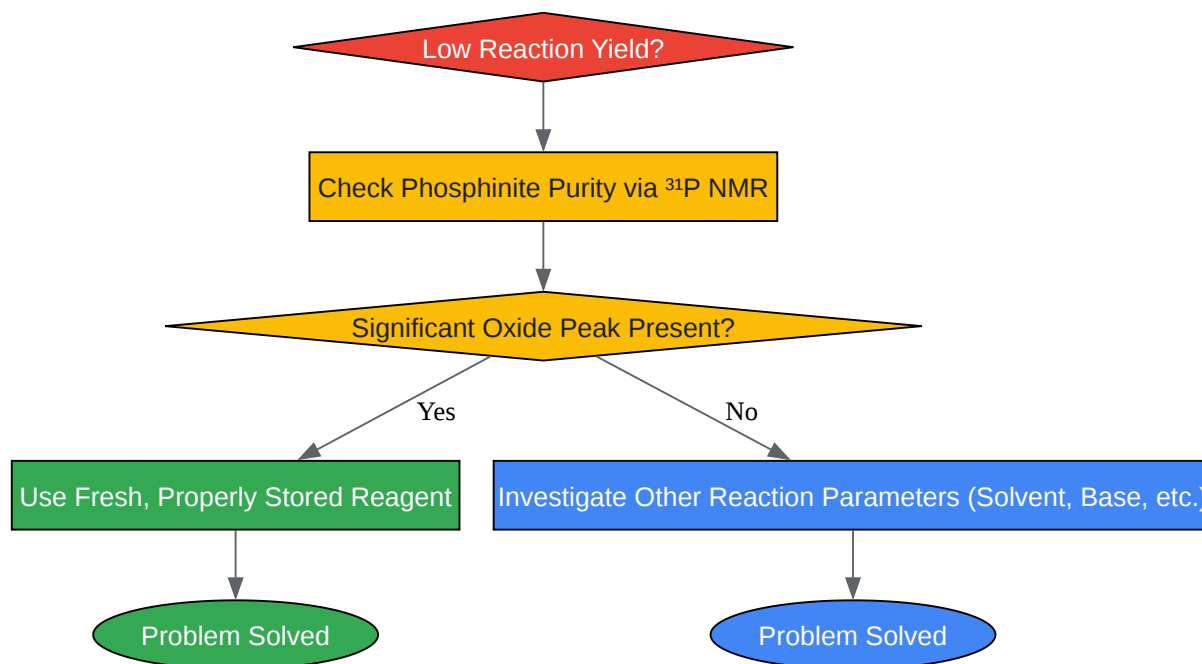 Low Reaction Yield?
Check Phosphinite Purity via ³¹P NMR
Significant Oxide Peak Present?
Yes
No
Use Fresh, Properly Stored Reagent
Investigate Other Reaction Parameters (Solvent, Base, etc.)
Problem Solved
Problem Solved